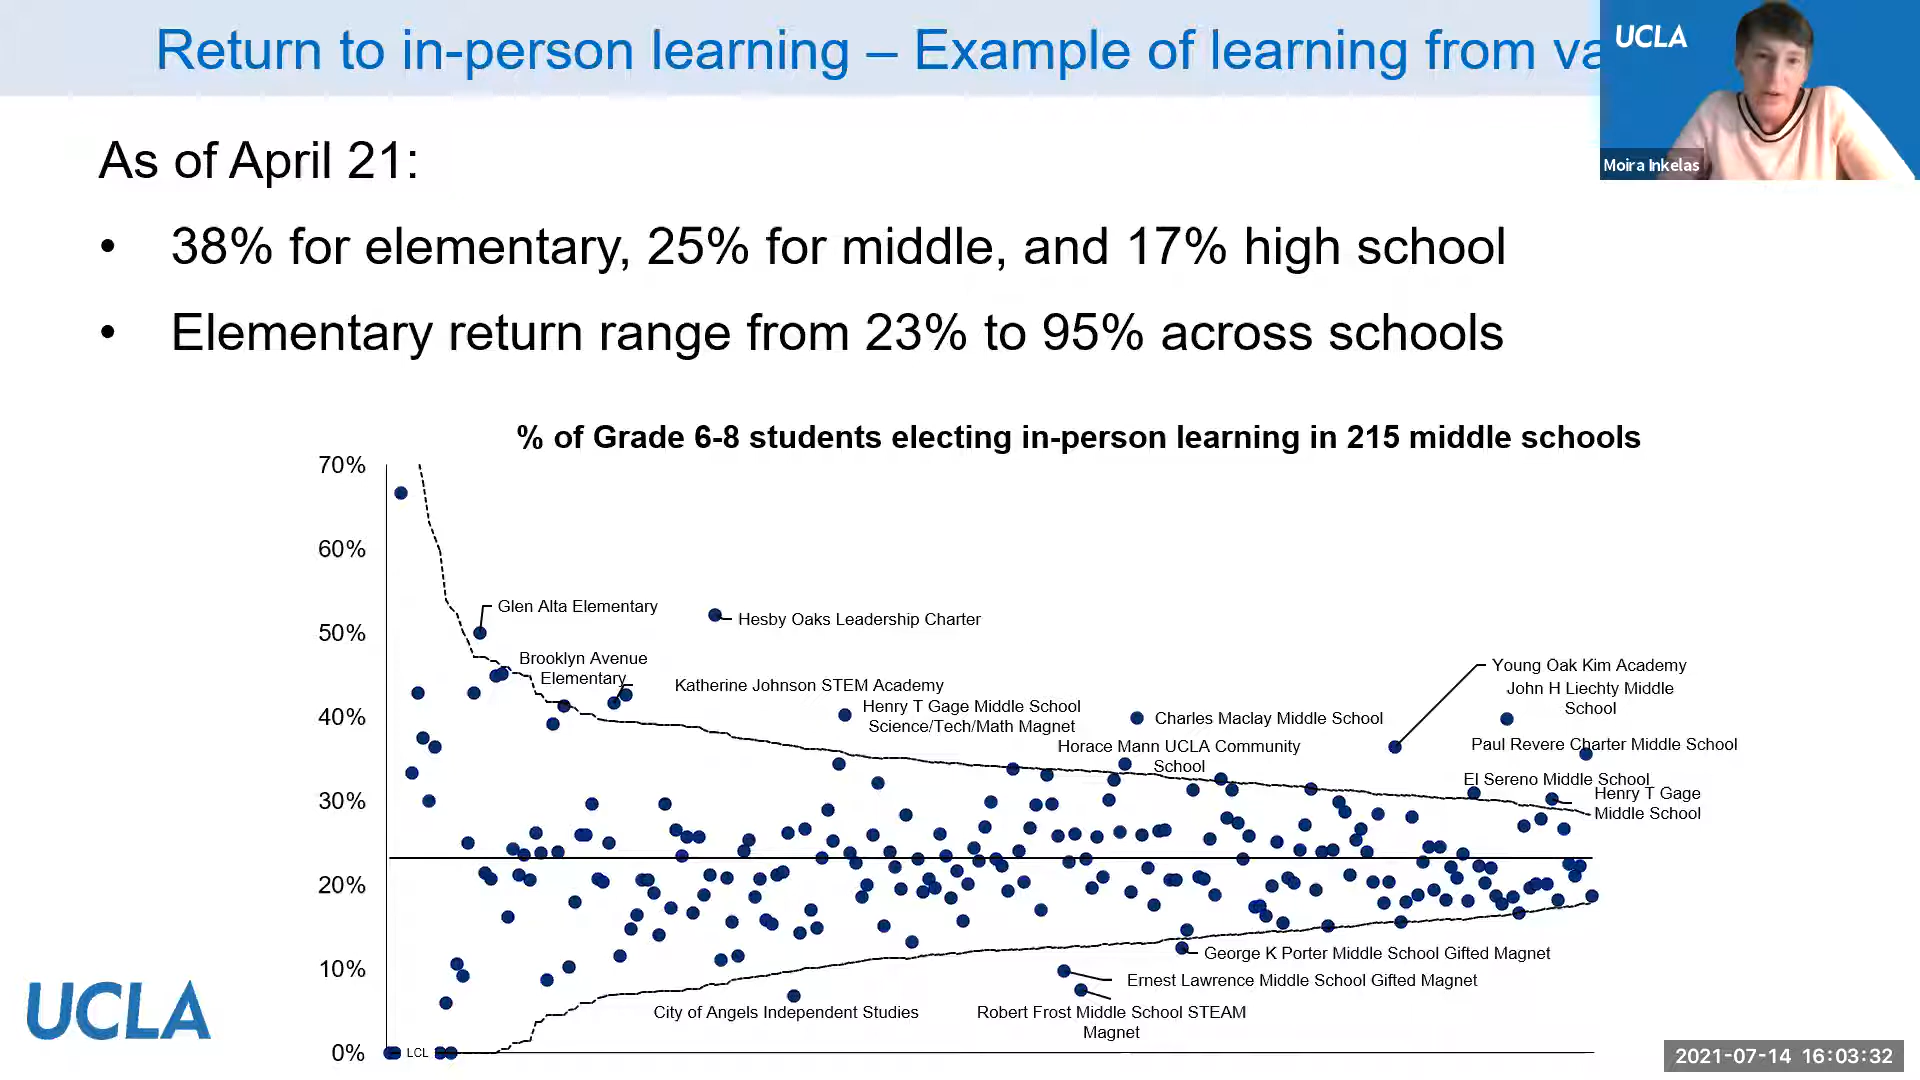 Return to in-person learning – Example of learning from va
UCLA
Moira Inkelas
As of April 21:
• 38% for elementary, 25% for middle, and 17% high school
• Elementary return range from 23% to 95% across schools
% of Grade 6-8 students electing in-person learning in 215 middle schools
70%
60%
50%
40%
30%
20%
10%
0%
Glen Alta Elementary
Hesby Oaks Leadership Charter
Brooklyn Avenue
Elementary
Katherine Johnson STEM Academy
Henry T Gage Middle School
Science/Tech/Math Magnet
Charles Maclay Middle School
Horace Mann UCLA Community
School
Young Oak Kim Academy
John H Liechty Middle
School
Paul Revere Charter Middle School
El Sereno Middle School
Henry T Gage
Middle School
George K Porter Middle School Gifted Magnet
Ernest Lawrence Middle School Gifted Magnet
City of Angels Independent Studies
Robert Frost Middle School STEAM
Magnet
LCL
UCLA
2021-07-14 16:03:32